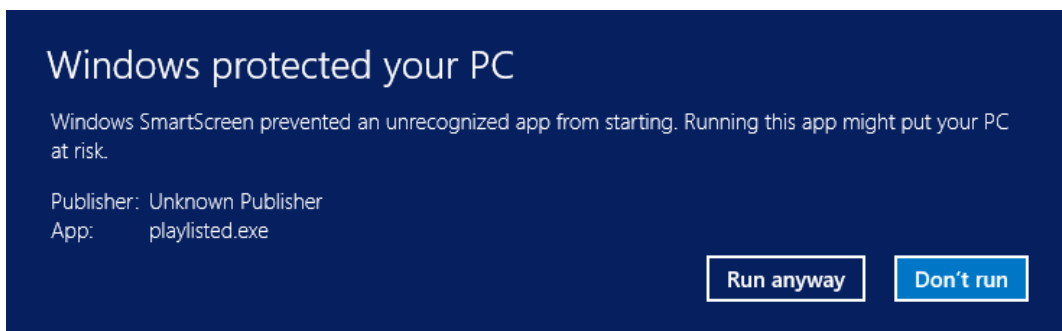 Windows protected your PC
Windows SmartScreen prevented an unrecognized app from starting. Running this app might put your PC
at risk.
Publisher: Unknown Publisher
App: playlisted.exe
Run anyway Don't run